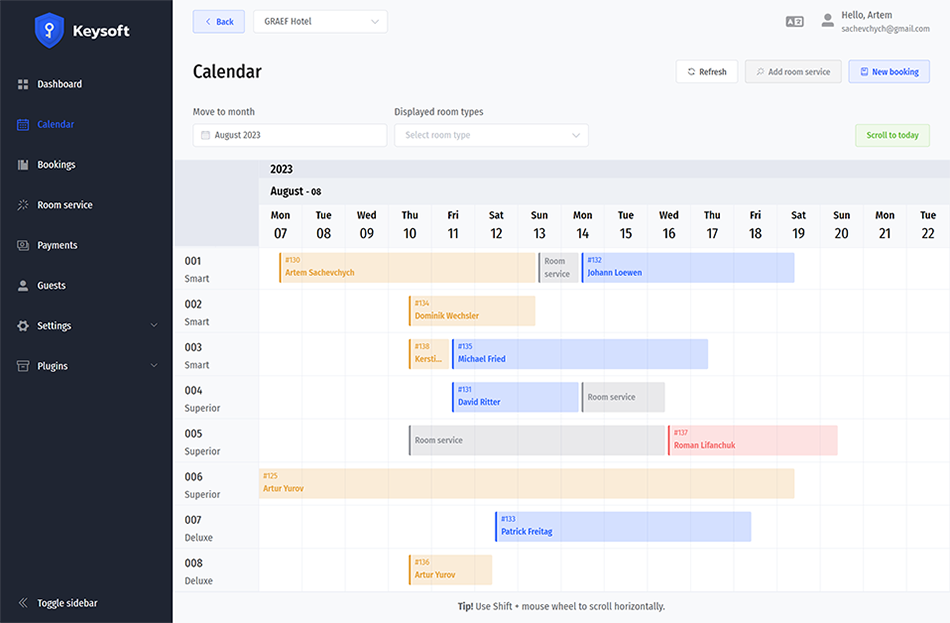 Keysoft
Dashboard
Calendar
Bookings
Room service
Payments
Guests
Settings
Plugins
Toggle sidebar
Back
GRAEF Hotel
Hello, Artem
sachevchych@gmail.com
Calendar
Refresh
Add room service
New booking
Move to month
Displayed room types
August 2023
Select room type
Scroll to today
2023
August - 08
Mon Tue Wed Thu Fri Sat Sun Mon Tue Wed Thu Fri Sat Sun Mon Tue
07 08 09 10 11 12 13 14 15 16 17 18 19 20 21 22
001
Smart
#130
Artem Sachevchych
Room
service
#132
Johann Loewen
002
Smart
#134
Dominik Wechsler
003
Smart
#138
Kersti...
#135
Michael Fried
004
Superior
#131
David Ritter
Room service
005
Superior
Room service
#137
Roman Lifanchuk
006
Superior
#125
Artur Yurov
007
Deluxe
#133
Patrick Freitag
008
Deluxe
#136
Artur Yurov
Tip! Use Shift + mouse wheel to scroll horizontally.